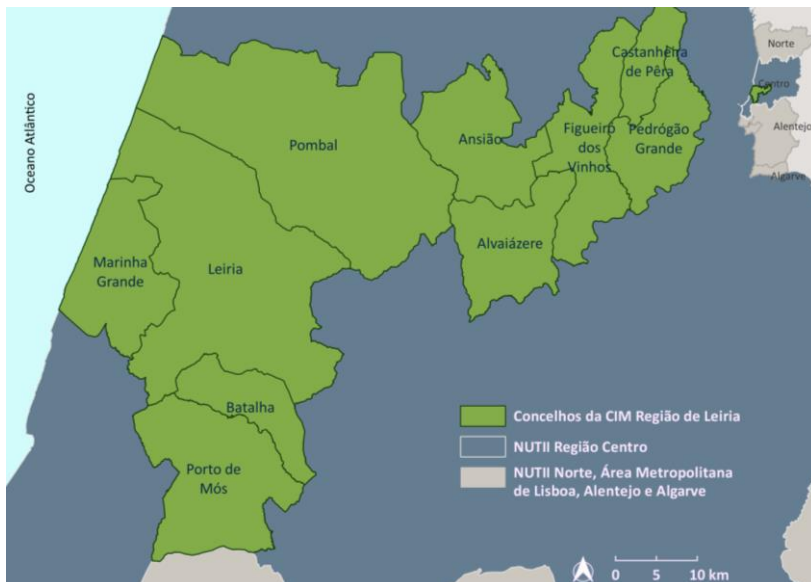 Oceano Atlântico
Castanheira
de Pêra
Pombal
Ansião
Figueiró
dos
Vinhos
Pedrógão
Grande
Alvaiázere
Marinha
Grande
Leiria
Batalha
Porto de
Mós
Norte
Centro
Alentejo
Algarve
Concelhos da CIM Região de Leiria
NUTII Região Centro
NUTII Norte, Área Metropolitana
de Lisboa, Alentejo e Algarve
0 5 10 km